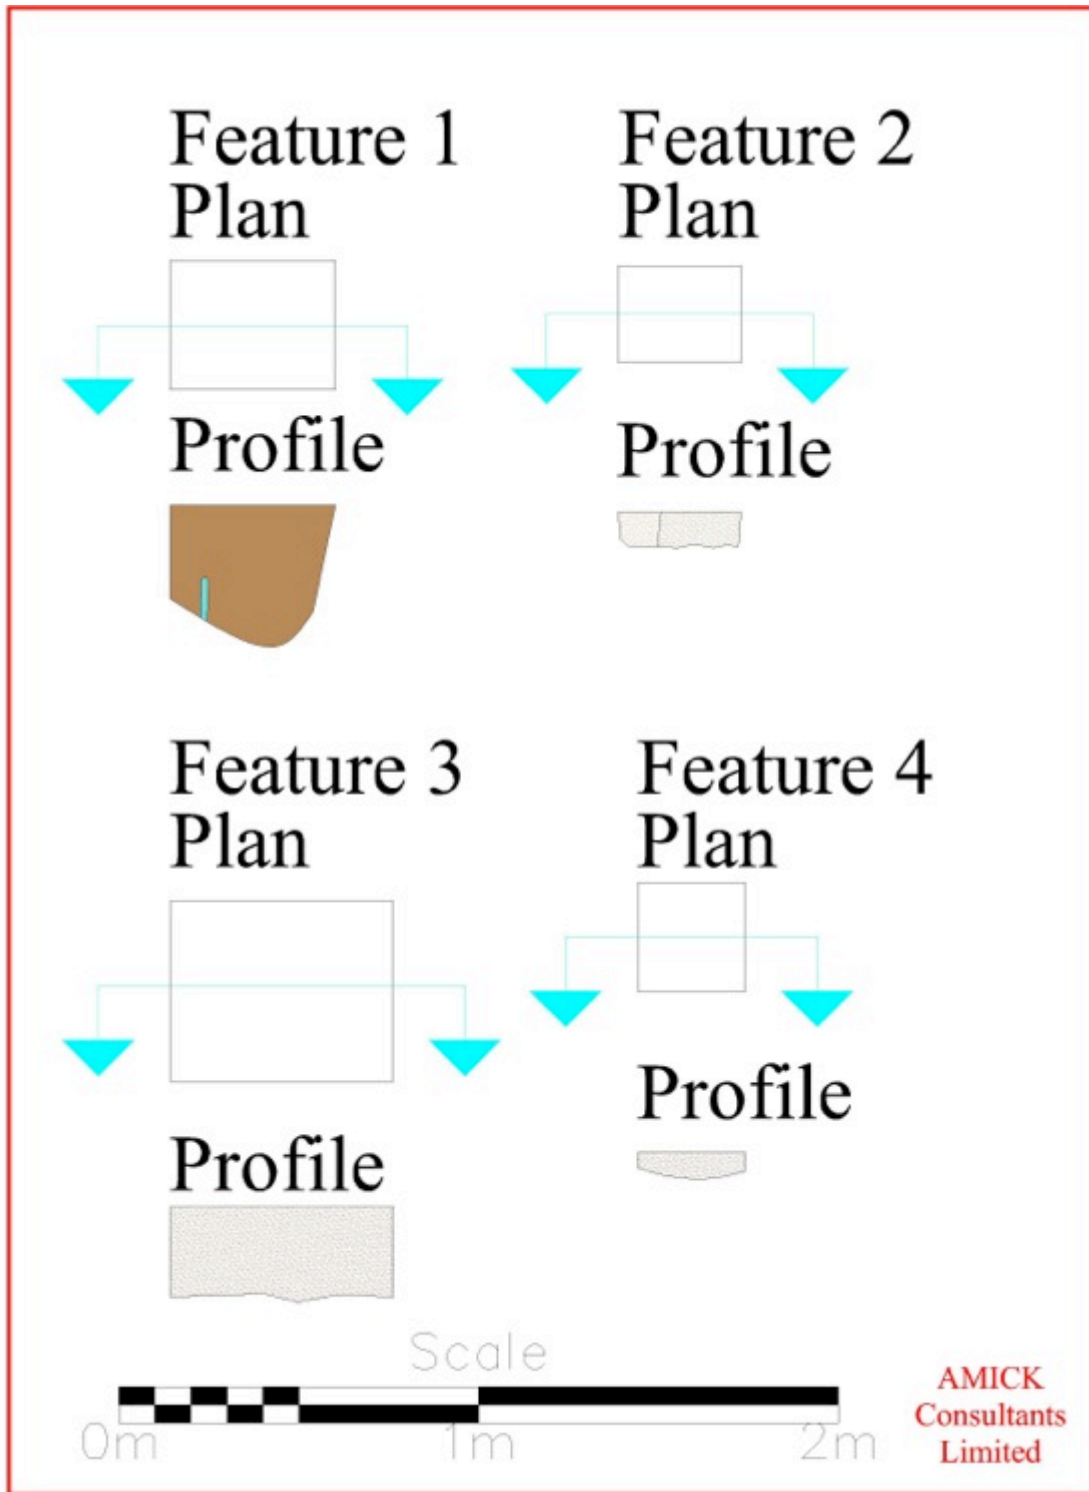 Feature 1
Plan
Profile
Feature 2
Plan
Profile
Feature 3
Plan
Profile
Feature 4
Plan
Profile
Scale
0m 1m 2m
AMICK
Consultants
Limited